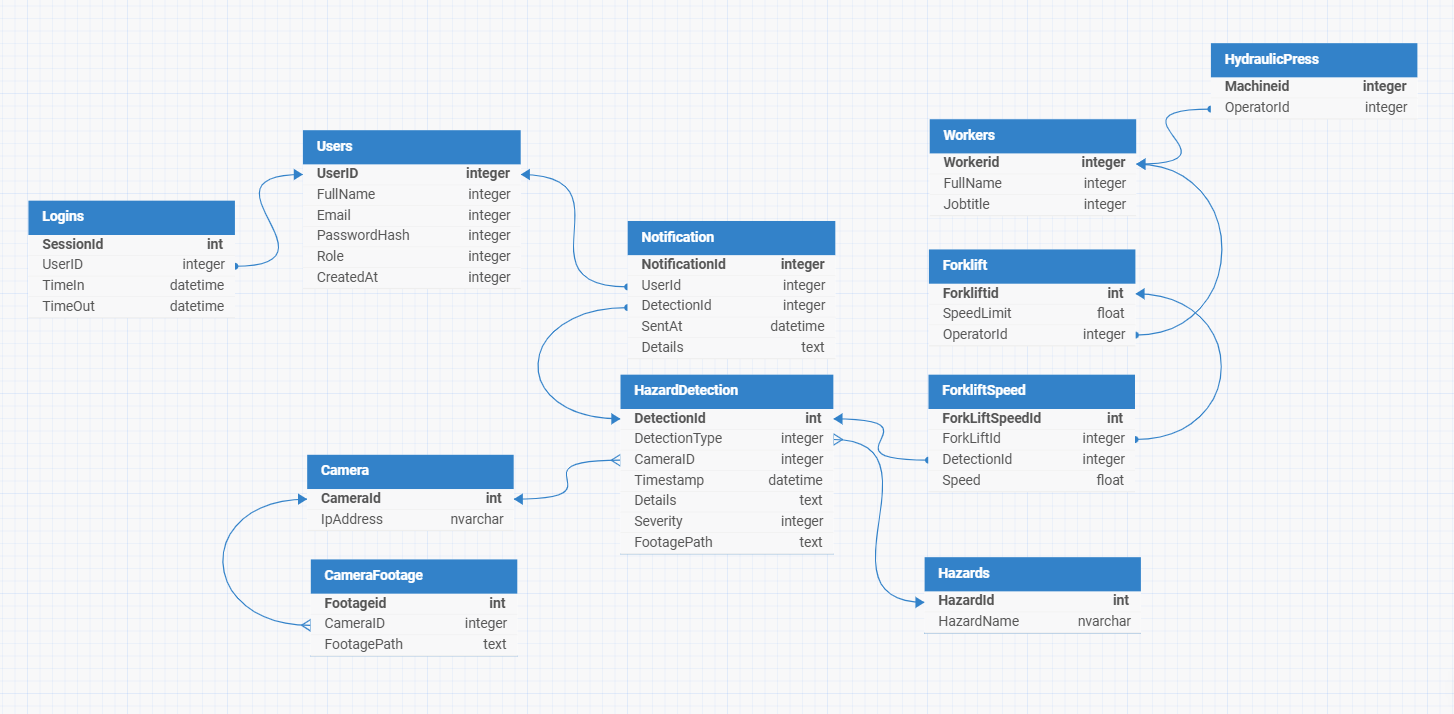 HydraulicPress
Machineid integer
OperatorId integer
Workers
Workerid integer
FullName integer
Jobtitle integer
Users
UserID integer
FullName integer
Email integer
PasswordHash integer
Role integer
CreatedAt integer
Logins
SessionId int
UserID integer
TimeIn datetime
TimeOut datetime
Notification
NotificationId integer
UserId integer
DetectionId integer
SentAt datetime
Details text
Forklift
Forkliftid int
SpeedLimit float
OperatorId integer
HazardDetection
DetectionId int
DetectionType integer
CameraID integer
Timestamp datetime
Details text
Severity integer
FootagePath text
ForkliftSpeed
ForkLiftSpeedId int
ForkLiftId integer
DetectionId integer
Speed float
Camera
CameraId int
IpAddress nvarchar
CameraFootage
Footageid int
CameraID integer
FootagePath text
Hazards
HazardId int
HazardName nvarchar